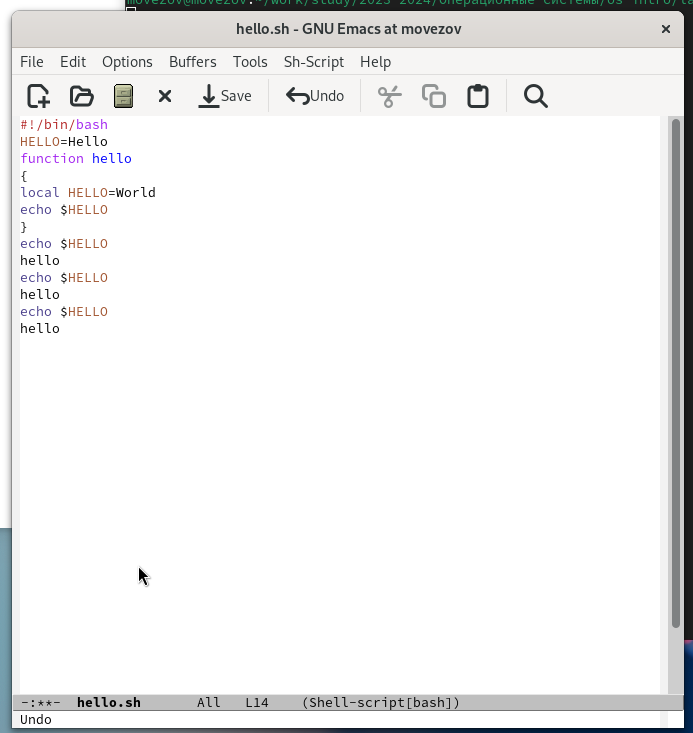 movezov@movezov:~/work/study/2023-2024/Операционные системы/os-intro/la
hello.sh - GNU Emacs at movezov
File Edit Options Buffers Tools Sh-Script Help
Save Undo
#!/bin/bash
HELLO=Hello
function hello
{
local HELLO=World
echo $HELLO
}
echo $HELLO
hello
echo $HELLO
hello
echo $HELLO
hello
-:**- hello.sh All L14 (Shell-script[bash])
Undo